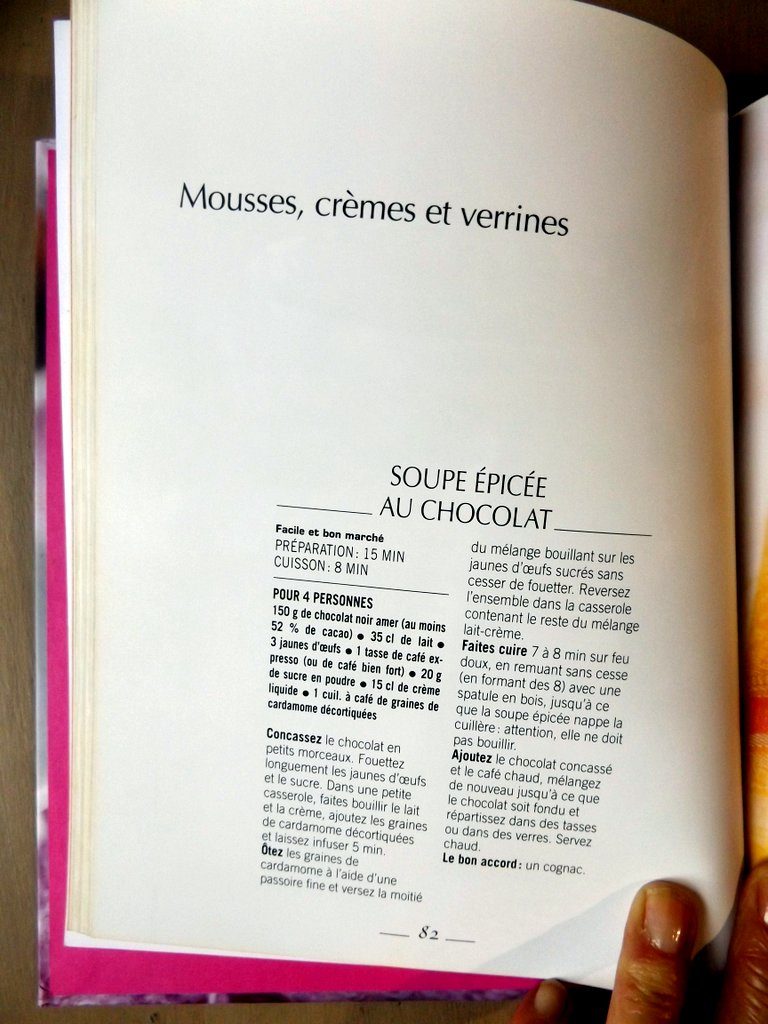 Mousses, crèmes et verrines
SOUPE ÉPICÉE
AU CHOCOLAT
Facile et bon marché
PRÉPARATION : 15 MIN
CUISSON : 8 MIN
POUR 4 PERSONNES
150 g de chocolat noir amer (au moins
52 % de cacao) ● 35 cl de lait ●
3 jaunes d'œufs ● 1 tasse de café ex-
presso (ou de café bien fort) ● 20 g
de sucre en poudre ● 15 cl de crème
liquide ● 1 cuil. à café de graines de
cardamome décortiquées
Concassez le chocolat en
petits morceaux. Fouettez
longuement les jaunes d'œufs
et le sucre. Dans une petite
casserole, faites bouillir le lait
et la crème, ajoutez les graines
de cardamome décortiquées
et laissez infuser 5 min.
Ôtez les graines de
cardamome à l'aide d'une
passoire fine et versez la moitié
du mélange bouillant sur les
jaunes d'œufs sucrés sans
cesser de fouetter. Reversez
l'ensemble dans la casserole
contenant le reste du mélange
lait-crème.
Faites cuire 7 à 8 min sur feu
doux, en remuant sans cesse
(en formant des 8) avec une
spatule en bois, jusqu'à ce
que la soupe épicée nappe la
cuillère : attention, elle ne doit
pas bouillir.
Ajoutez le chocolat concassé
et le café chaud, mélangez
de nouveau jusqu'à ce que
le chocolat soit fondu et
répartissez dans des tasses
ou dans des verres. Servez
chaud.
Le bon accord : un cognac.
82